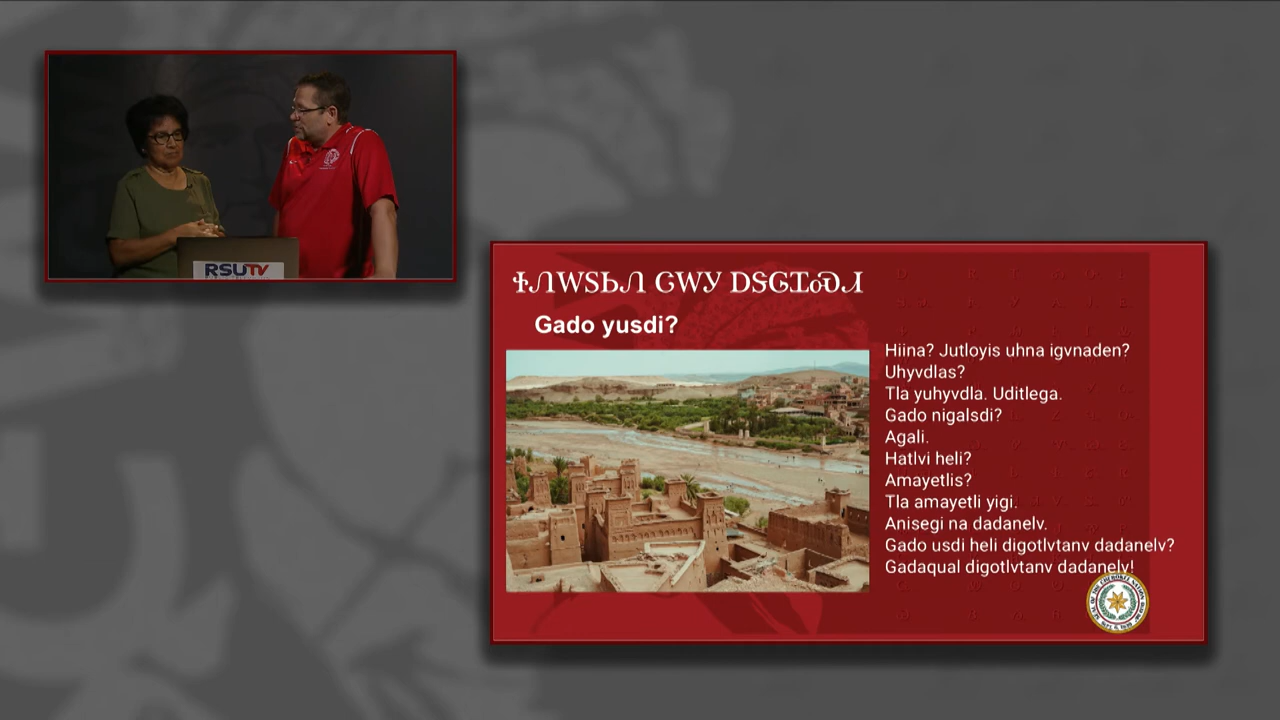 RSUTV
ᏐᏁᎳᏚᏏᏁ ᏣᎳᎩ ᎠᎦᎶᏆᏍᏗ
Gado yusdi?
Hiina? Jutloyis uhna igvnaden?
Uhyvdlas?
Tla yuhyvdla. Uditlega.
Gado nigalsdi?
Agali.
Hatlvi heli?
Amayetlis?
Tla amayetli yigi.
Anisegi na dadanelv.
Gado usdi heli digotlvtanv dadanelv?
Gadaqual digotlvtanv dadanelv!